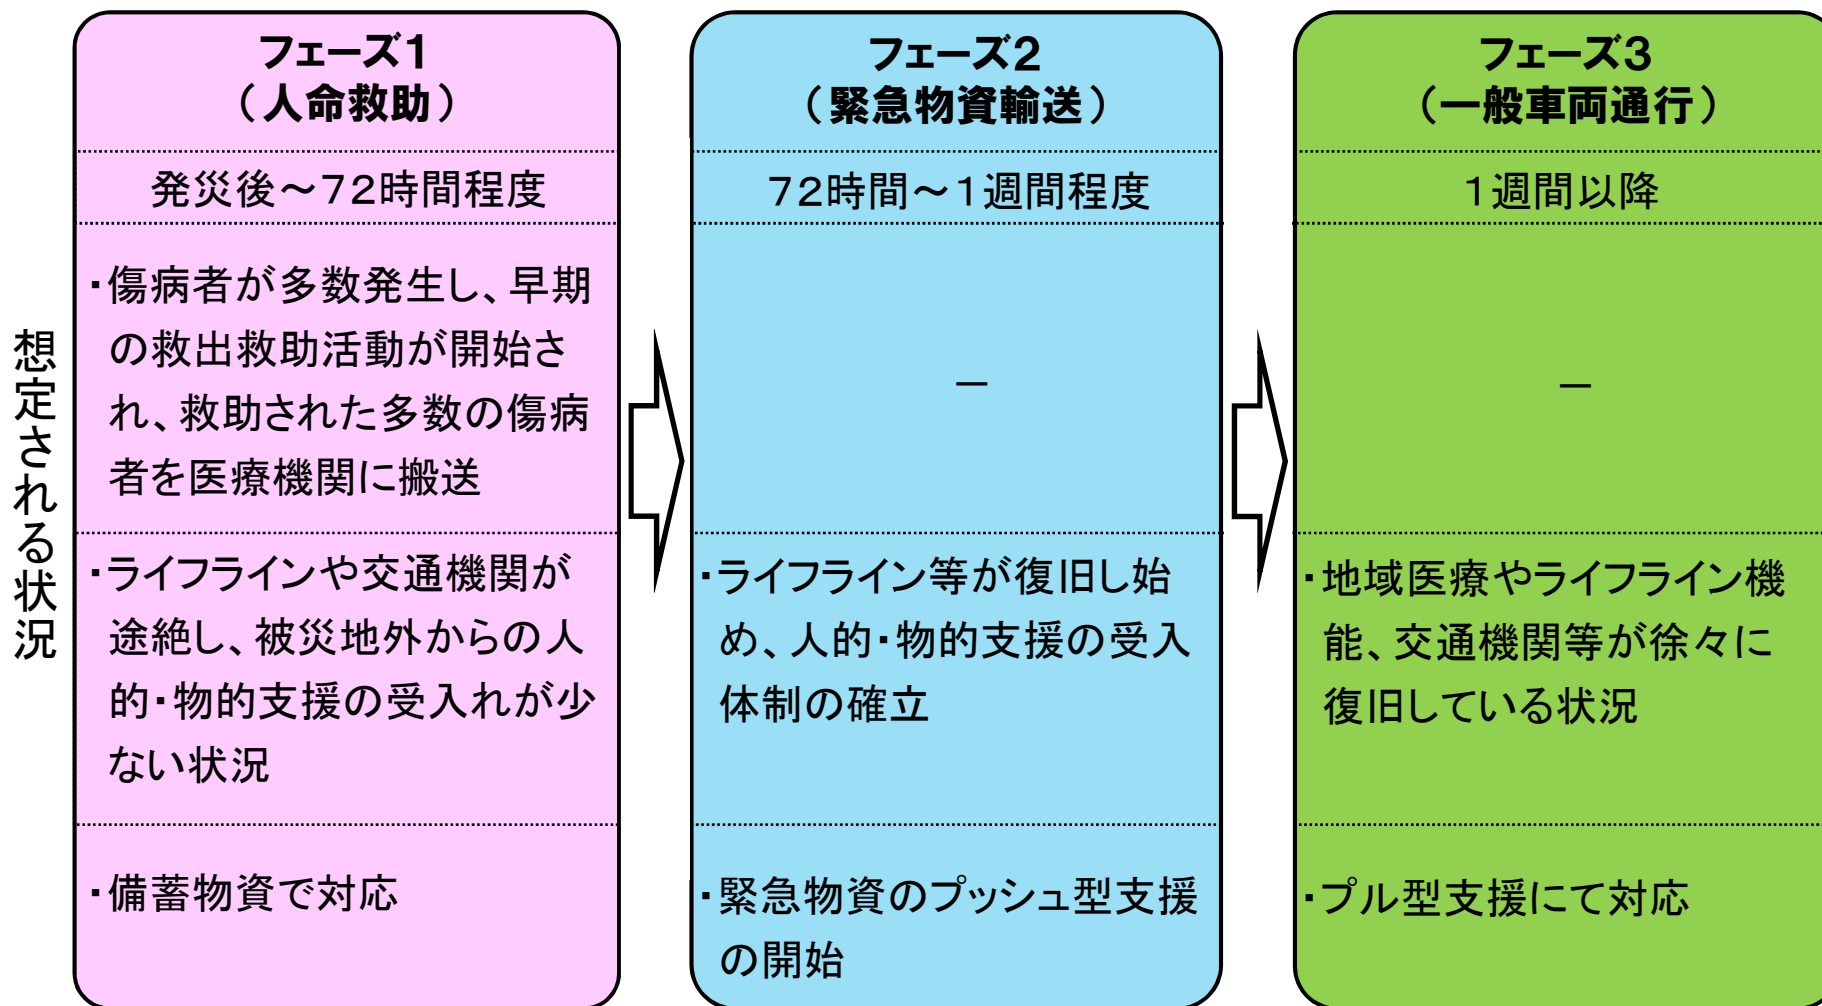 想定される状況
フェーズ1
（人命救助）
発災後～７２時間程度
・傷病者が多数発生し、早期
の救出救助活動が開始さ
れ、救助された多数の傷病
者を医療機関に搬送
・ライフラインや交通機関が
途絶し、被災地外からの人
的・物的支援の受入れが少
ない状況
・備蓄物資で対応
フェーズ2
（緊急物資輸送）
７２時間～１週間程度
－
・ライフライン等が復旧し始
め、人的・物的支援の受入
体制の確立
・緊急物資のプッシュ型支援
の開始
フェーズ3
（一般車両通行）
１週間以降
－
・地域医療やライフライン機
能、交通機関等が徐々に
復旧している状況
・プル型支援にて対応